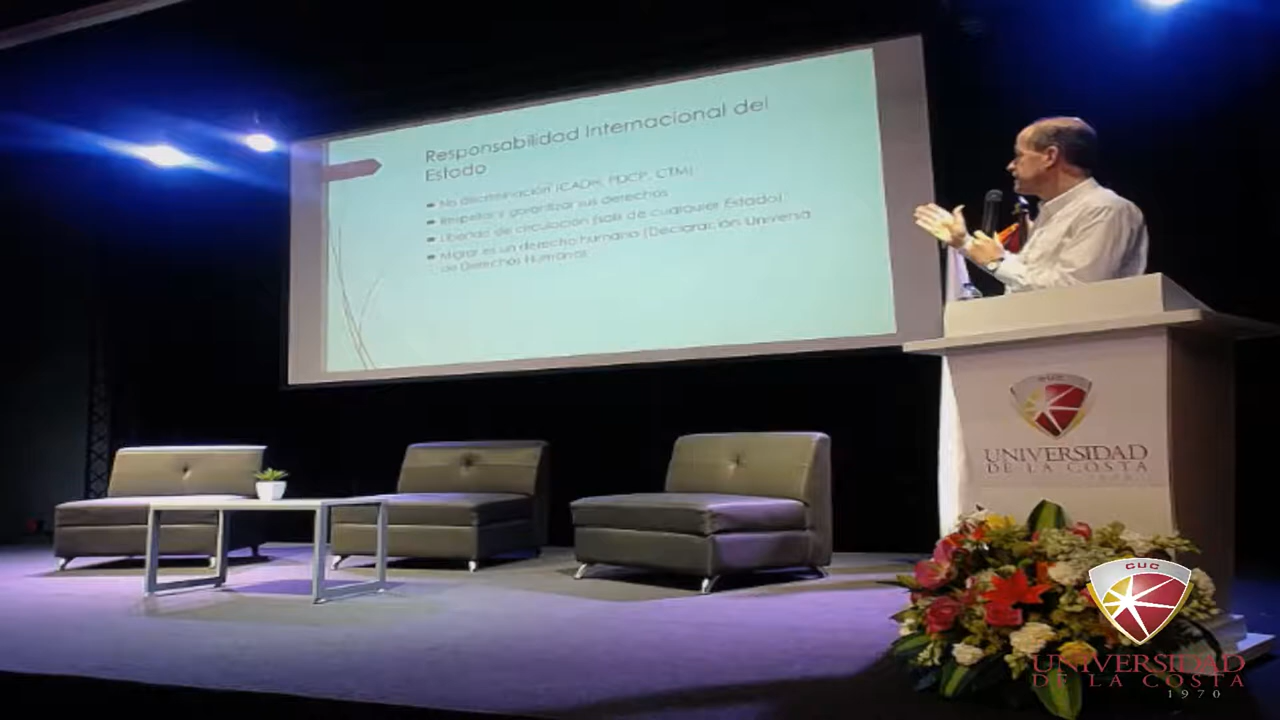 Responsabilidad Internacional del
Estado
No discriminación (CADH, PDCP, CTM)
Respetar y garantizar sus derechos
Libertad de circulación (salir de cualquier Estado)
Migrar es un derecho humano (Declaración Universal
de Derechos Humanos
CUC
UNIVERSIDAD
DE LA COSTA
CUC
UNIVERSIDAD
DE LA COSTA
1970